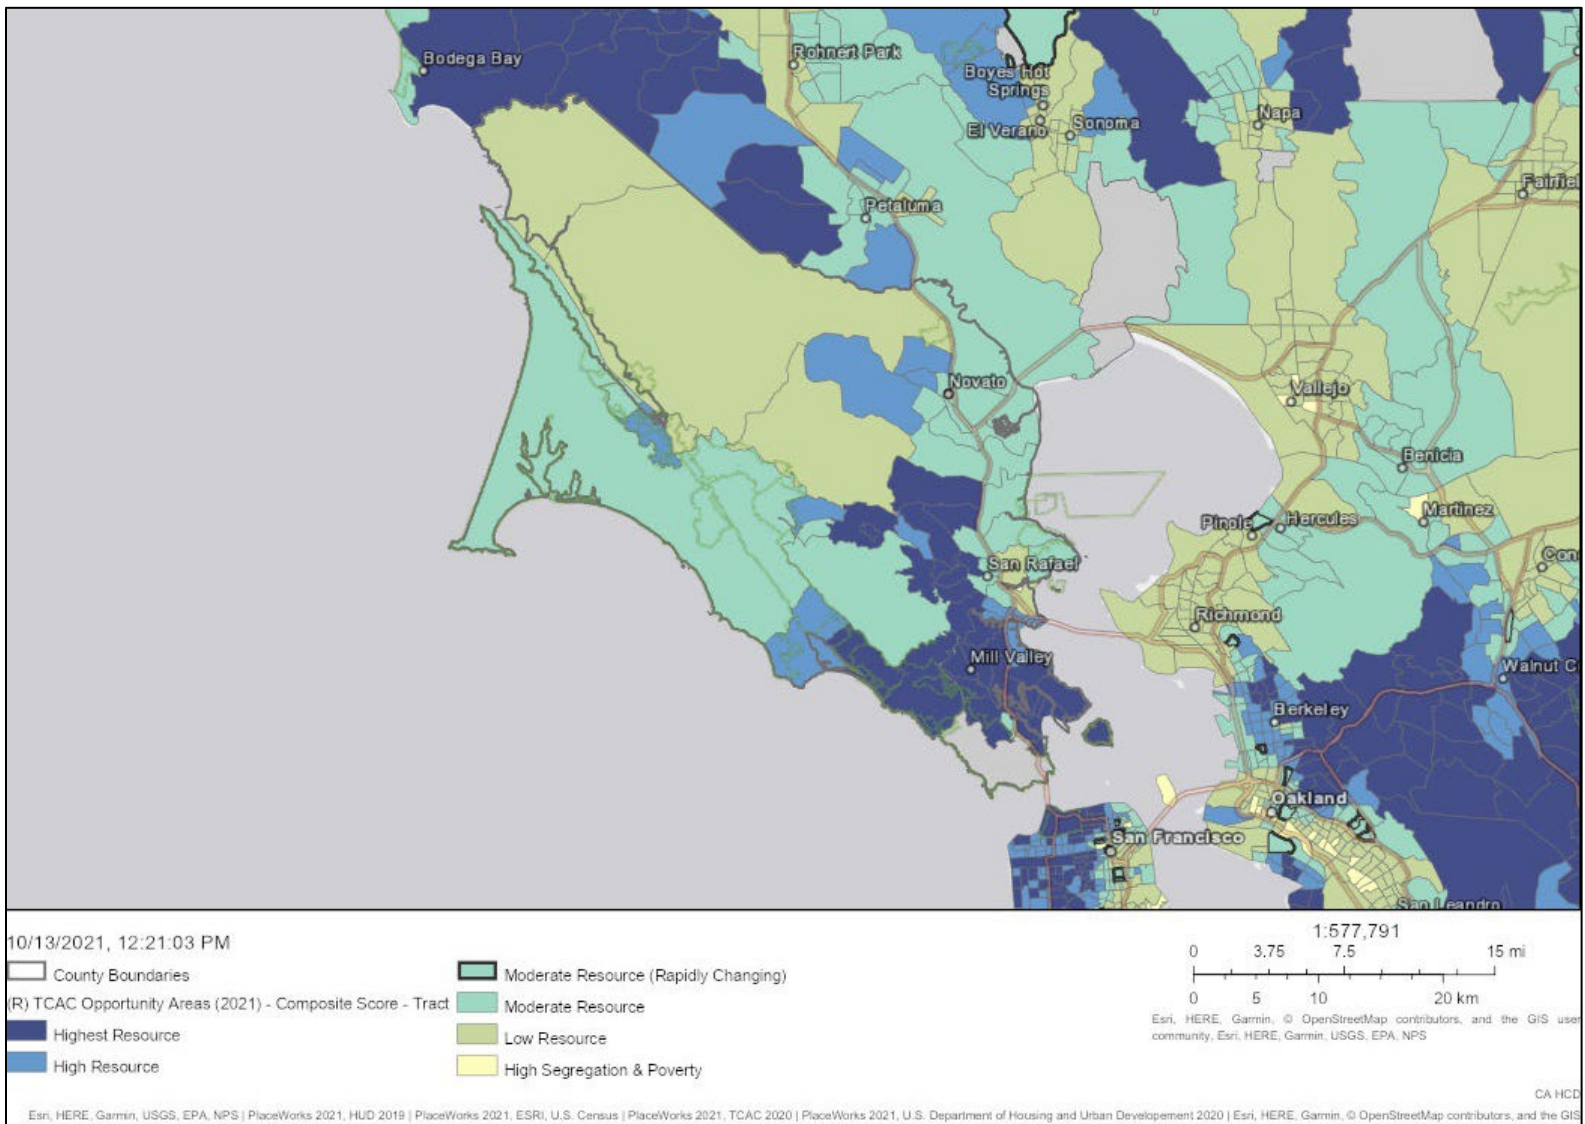 Bodega Bay
Rohnert Park
Boyes Hot
Springs
El Verano
Sonoma
Napa
Fairfiel
Petaluma
Novato
Vallejo
Benicia
Martinez
Pinole
Hercules
Con
San Rafael
Richmond
Mill Valley
Walnut C
Berkeley
Oakland
San Francisco
San Leandro
10/13/2021, 12:21:03 PM
County Boundaries
(R) TCAC Opportunity Areas (2021) - Composite Score - Tract
Highest Resource
High Resource
Moderate Resource (Rapidly Changing)
Moderate Resource
Low Resource
High Segregation & Poverty
1:577,791
0 3.75 7.5 15 mi
0 5 10 20 km
Esri, HERE, Garmin, © OpenStreetMap contributors, and the GIS user
community, Esri, HERE, Garmin, USGS, EPA, NPS
CA HCD
Esri, HERE, Garmin, USGS, EPA, NPS | PlaceWorks 2021, HUD 2019 | PlaceWorks 2021, ESRI, U.S. Census | PlaceWorks 2021, TCAC 2020 | PlaceWorks 2021, U.S. Department of Housing and Urban Developement 2020 | Esri, HERE, Garmin, © OpenStreetMap contributors, and the GIS